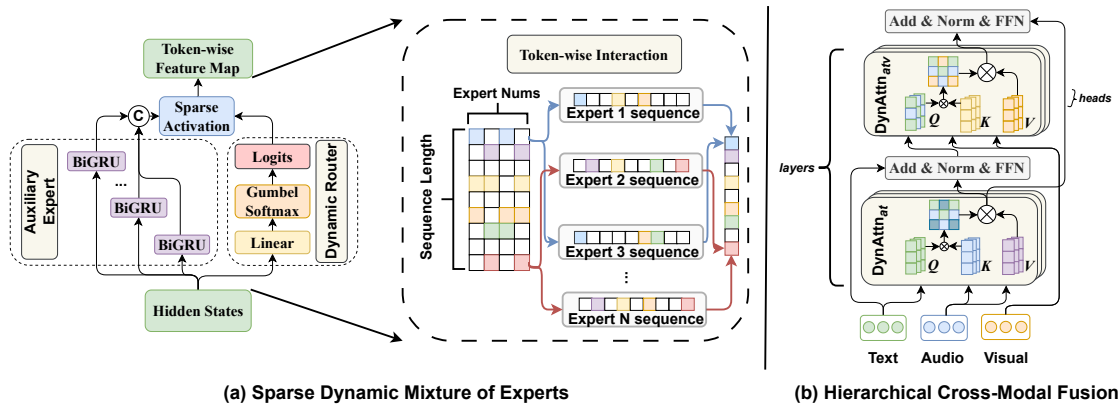 Token-wise
Feature Map
C
Sparse
Activation
Auxiliary
Expert
BiGRU
...
BiGRU
BiGRU
Logits
Gumbel
Softmax
Linear
Dynamic Router
Hidden States
Token-wise Interaction
Expert Nums
Sequence Length
Expert 1 sequence
Expert 2 sequence
Expert 3 sequence
...
Expert N sequence
(a) Sparse Dynamic Mixture of Experts
Add & Norm & FFN
DynAttn_atv
Q
K
V
heads
layers
Add & Norm & FFN
DynAttn_at
Q
K
V
Text
Audio
Visual
(b) Hierarchical Cross-Modal Fusion